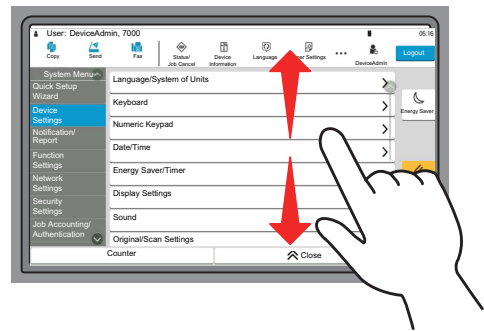 User: DeviceAdmin, 7000
05:16
Copy
Send
Fax
Status/
Job Cancel
Device
Information
Language
Settings
DeviceAdmin
Logout
System Menu
Quick Setup
Wizard
Device
Settings
Notification/
Report
Function
Settings
Network
Settings
Security
Settings
Job Accounting/
Authentication
Language/System of Units
Keyboard
Numeric Keypad
Date/Time
Energy Saver/Timer
Display Settings
Sound
Original/Scan Settings
Energy Saver
Counter
Close